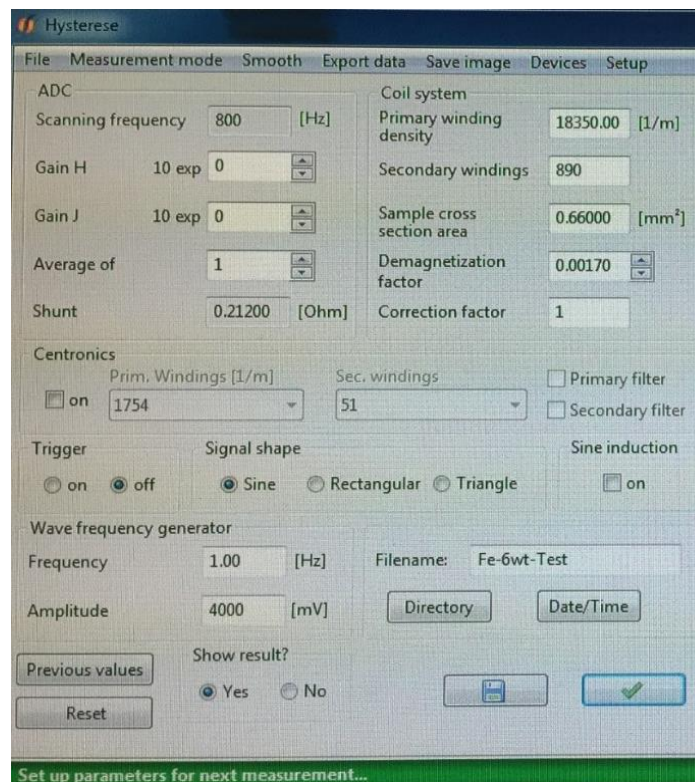 Hysterese
File Measurement mode Smooth Export data Save image Devices Setup
ADC
Scanning frequency 800 [Hz]
Gain H 10 exp 0
Gain J 10 exp 0
Average of 1
Shunt 0.21200 [Ohm]
Coil system
Primary winding
density 18350.00 [1/m]
Secondary windings 890
Sample cross
section area 0.66000 [mm²]
Demagnetization
factor 0.00170
Correction factor 1
Centronics
on
Prim. Windings [1/m]
1754
Sec. windings
51
Primary filter
Secondary filter
Trigger
on off
Signal shape
Sine Rectangular Triangle
Sine induction
on
Wave frequency generator
Frequency 1.00 [Hz]
Amplitude 4000 [mV]
Filename: Fe-6wt-Test
Directory Date/Time
Previous values
Reset
Show result?
Yes No
Set up parameters for next measurement...